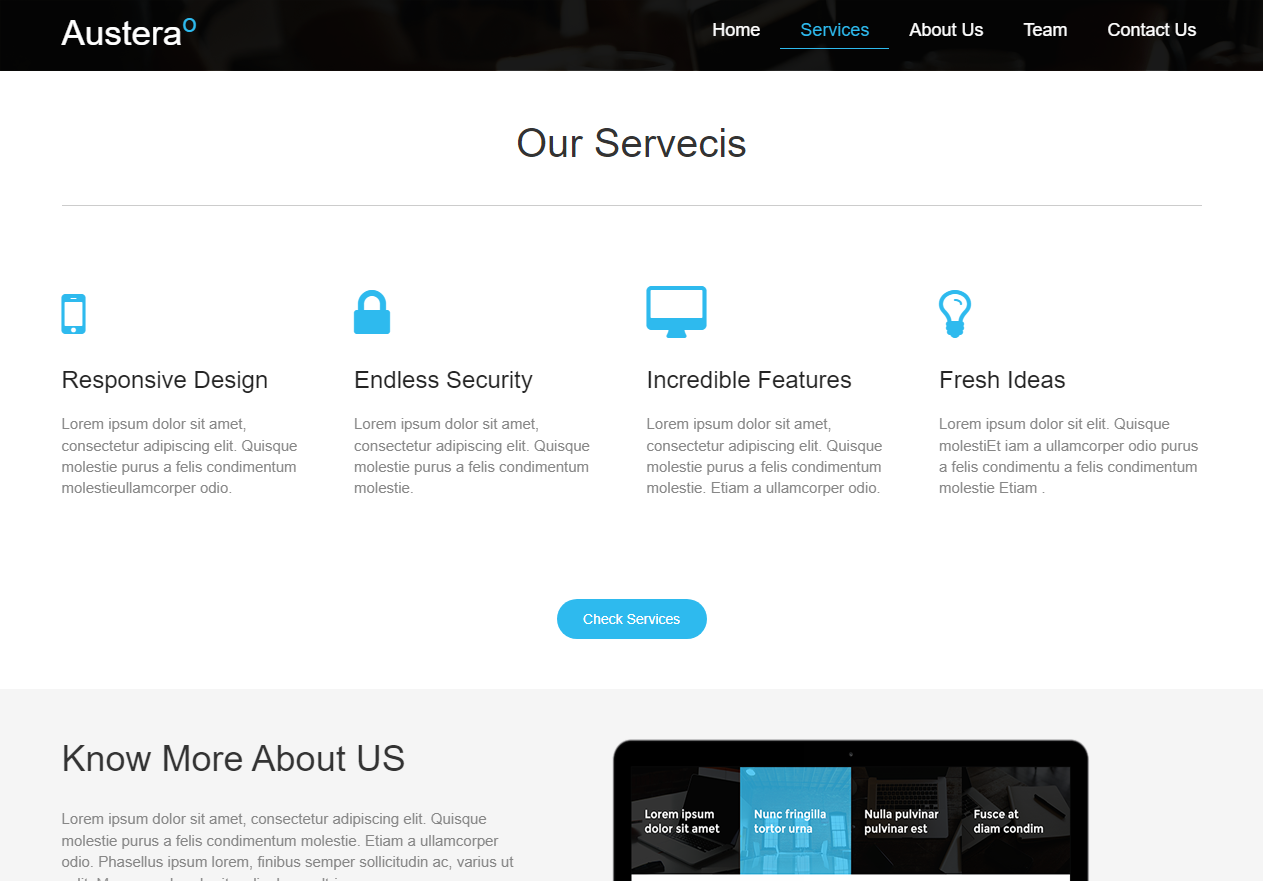 Austera O
Home Services About Us Team Contact Us
Our Servecis
Responsive Design
Lorem ipsum dolor sit amet,
consectetur adipiscing elit. Quisque
molestie purus a felis condimentum
molestieullamcorper odio.
Endless Security
Lorem ipsum dolor sit amet,
consectetur adipiscing elit. Quisque
molestie purus a felis condimentum
molestie.
Incredible Features
Lorem ipsum dolor sit amet,
consectetur adipiscing elit. Quisque
molestie purus a felis condimentum
molestie. Etiam a ullamcorper odio.
Fresh Ideas
Lorem ipsum dolor sit elit. Quisque
molestiEt iam a ullamcorper odio purus
a felis condimentu a felis condimentum
molestie Etiam .
Check Services
Know More About US
Lorem ipsum dolor sit amet, consectetur adipiscing elit. Quisque
molestie purus a felis condimentum molestie. Etiam a ullamcorper
odio. Phasellus ipsum lorem, finibus semper sollicitudin ac, varius ut
Lorem ipsum
dolor sit amet
Nunc fringilla
tortor urna
Nulla pulvinar
pulvinar est
Fusce at
diam condim